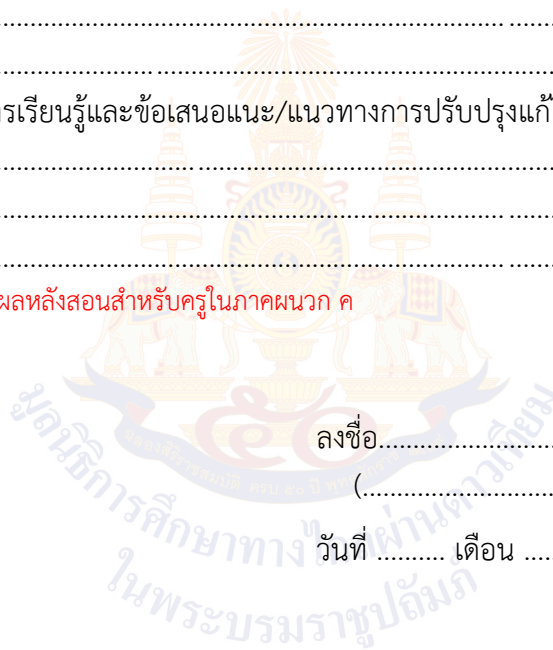 ............................................................................ .......
....................... ...........................................................
ารเรียนรู้และข้อเสนอแนะ/แนวทางการปรับปรุงแก้
............................. .....................................................
............................................................................ .......
............................................................................ .......
ผลหลังสอนสำหรับครูในภาคผนวก ค
ลงชื่อ..........................
(............................
วันที่ .......... เดือน .....
มูลนิธิการศึกษาทางไกลผ่านดาวเทียม
ในพระบรมราชูปถัมภ์